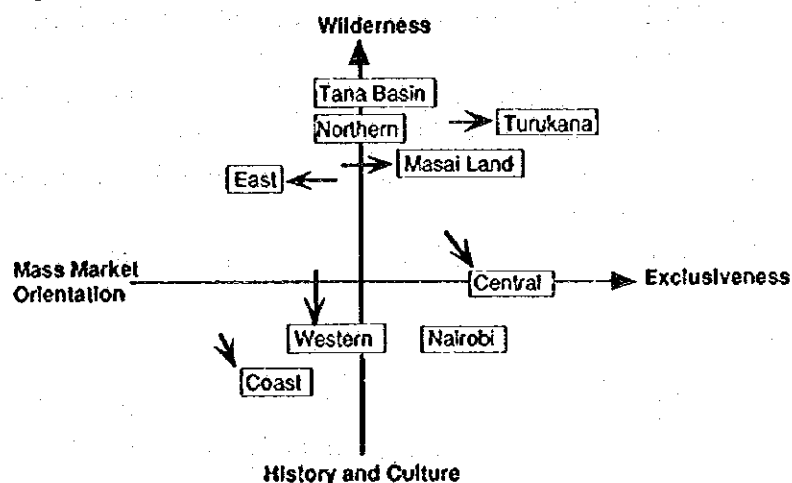 Wilderness
Tana Basin
Northern
Turukana
Masai Land
East
Mass Market
Orientation
Central
Exclusiveness
Western
Nairobi
Coast
History and Culture